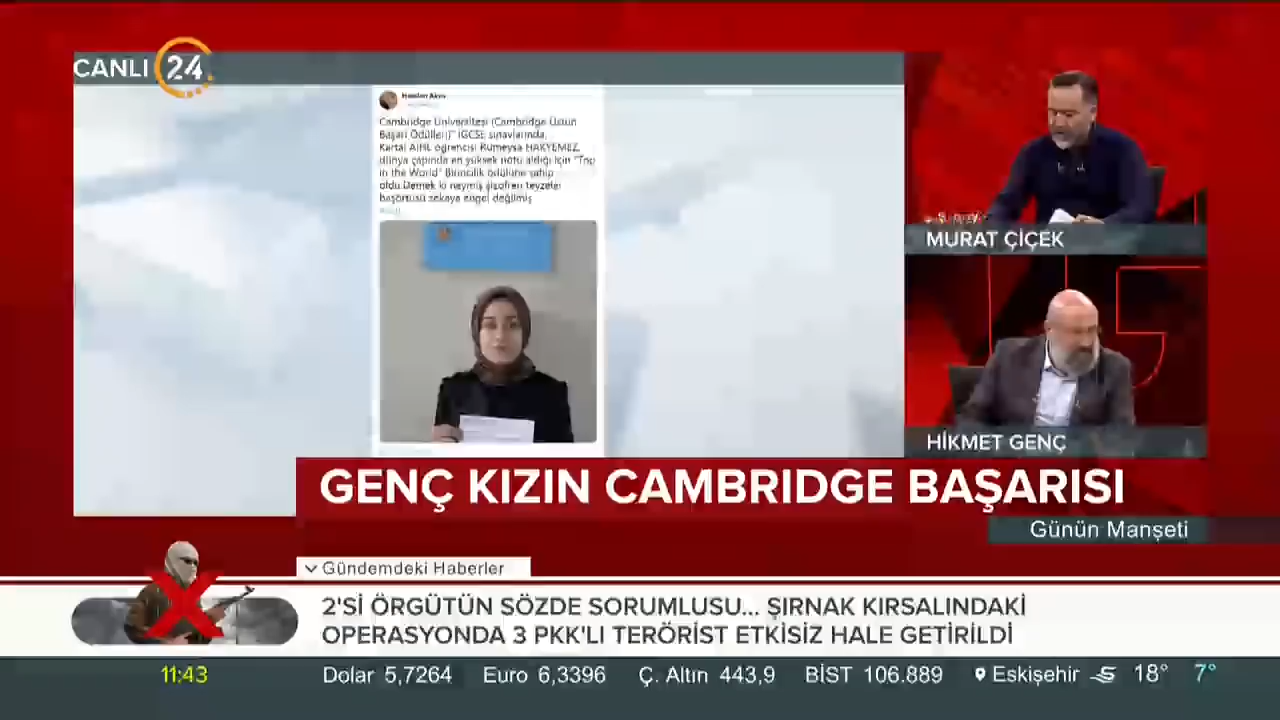 CANLI 24
Cambridge Üniversitesi (Cambridge Üstün
Başarı Ödülleri)" IGCSE sınavlarında,
Kartal AİHL öğrencisi Rümeysa HAKYEMEZ,
dünya çapında en yüksek notu aldığı için "Top
in the World" Birincilik ödülüne sahip
oldu.Demek ki neymiş şizofren teyzeler
başörtüsü zekaya engel değilmiş
MURAT ÇİÇEK
HİKMET GENÇ
GENÇ KIZIN CAMBRIDGE BAŞARISI
Günün Manşeti
Gündemdeki Haberler
2'Sİ ÖRGÜTÜN SÖZDE SORUMLUSU... ŞIRNAK KIRSALINDAKİ
OPERASYONDA 3 PKK'LI TERÖRİST ETKİSİZ HALE GETİRİLDİ
11:43 Dolar 5,7264 Euro 6,3396 Ç. Altın 443,9 BİST 106.889 Eskişehir 18° 7°